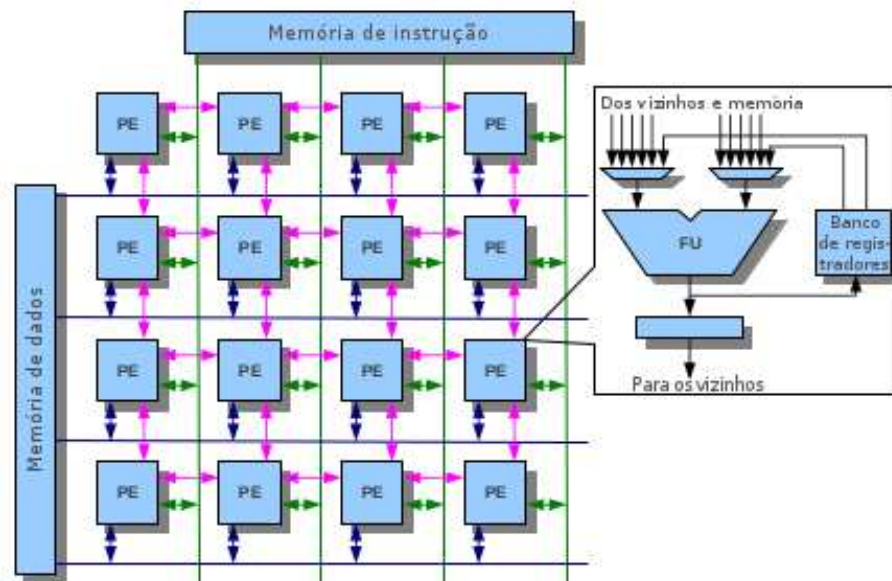 Memória de instrução
PE PE PE PE
Dos vizinhos e memória
PE PE PE PE
FU
Banco
de regis-
tradores
Memória de dados
PE PE PE PE
Para os vizinhos
PE PE PE PE